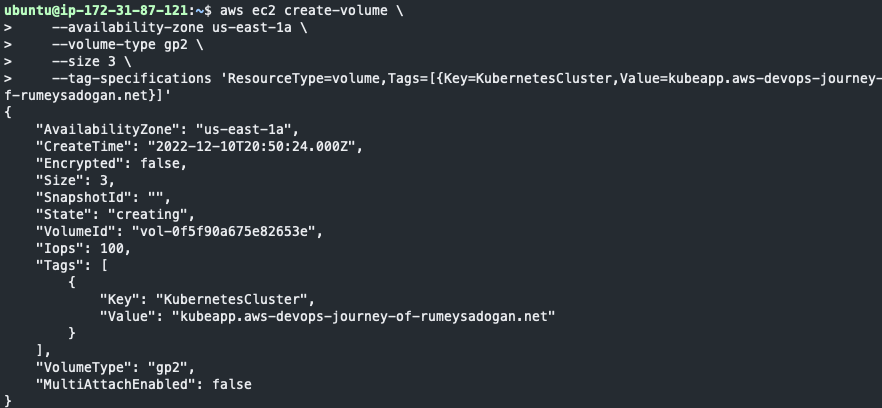 ubuntu@ip-172-31-87-121:~$ aws ec2 create-volume \
>     --availability-zone us-east-1a \
>     --volume-type gp2 \
>     --size 3 \
>     --tag-specifications 'ResourceType=volume,Tags=[{Key=KubernetesCluster,Value=kubeapp.aws-devops-journey-
f-rumeysadogan.net}]'
{
    "AvailabilityZone": "us-east-1a",
    "CreateTime": "2022-12-10T20:50:24.000Z",
    "Encrypted": false,
    "Size": 3,
    "SnapshotId": "",
    "State": "creating",
    "VolumeId": "vol-0f5f90a675e82653e",
    "Iops": 100,
    "Tags": [
        {
            "Key": "KubernetesCluster",
            "Value": "kubeapp.aws-devops-journey-of-rumeysadogan.net"
        }
    ],
    "VolumeType": "gp2",
    "MultiAttachEnabled": false
}